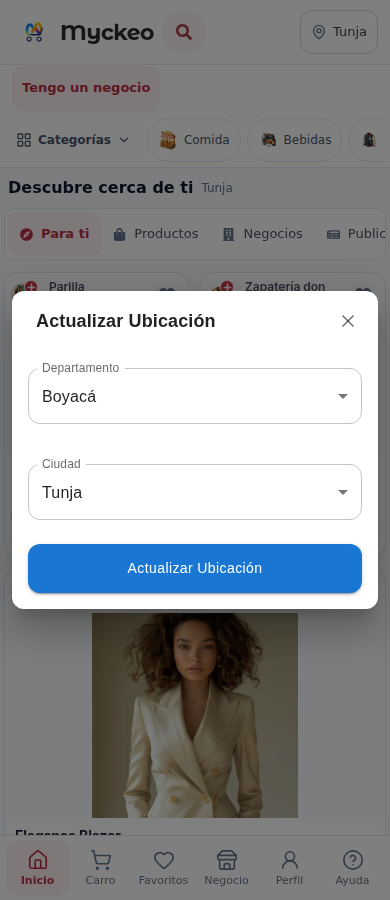 Myckeo
Tunja
Tengo un negocio
Categorías
Comida
Bebidas
Descubre cerca de ti Tunja
Para ti
Productos
Negocios
Public
Parilla
Zapatería don
Actualizar Ubicación
Departamento
Boyacá
Ciudad
Tunja
Actualizar Ubicación
Inicio
Carro
Favoritos
Negocio
Perfil
Ayuda